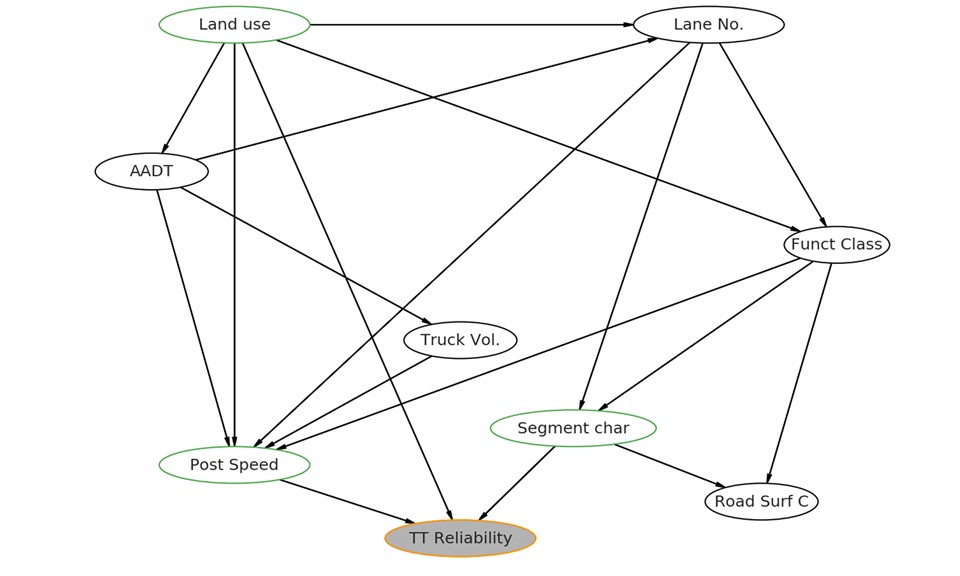 Land use
Lane No.
AADT
Funct Class
Truck Vol.
Segment char
Post Speed
Road Surf C
TT Reliability